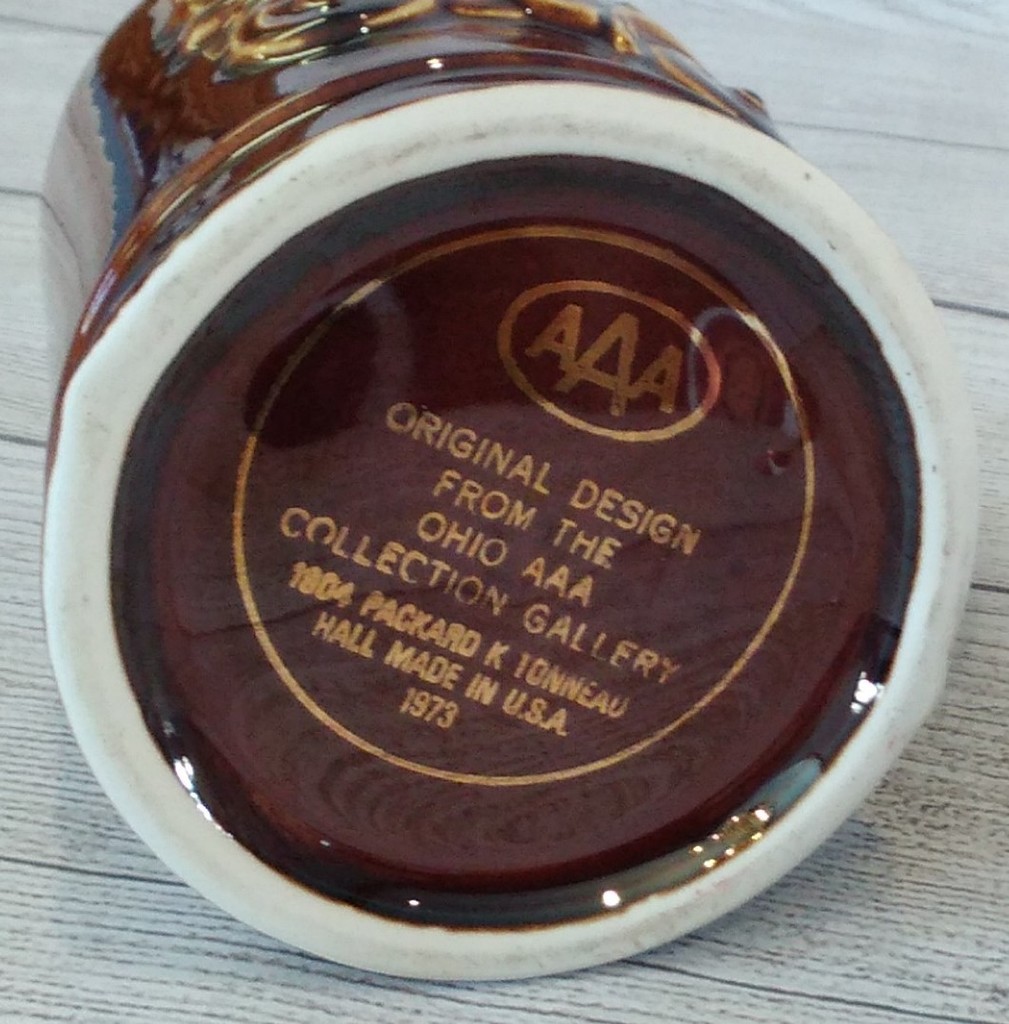 AAA
ORIGINAL DESIGN
FROM THE
OHIO AAA
COLLECTION GALLERY
1904 PACKARD K TONNEAU
HALL MADE IN U.S.A.
1973